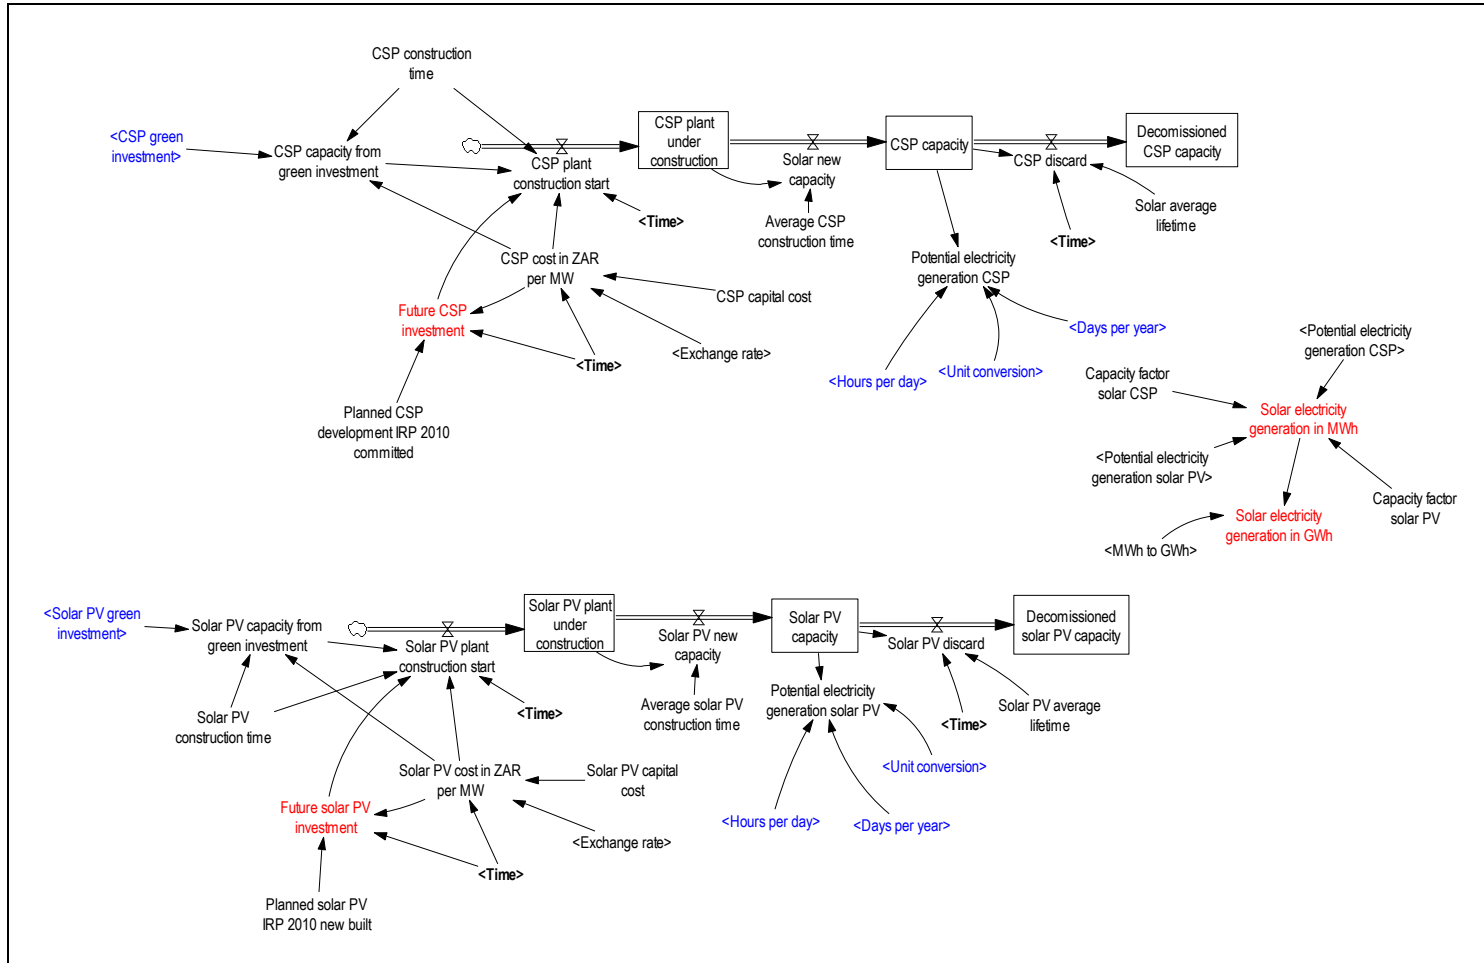 CSP construction
time
<CSP green
investment>
CSP capacity from
green investment
CSP plant
construction start
CSP plant
under
construction
Solar new
capacity
CSP capacity
CSP discard
Decomissioned
CSP capacity
<Time>
Average CSP
construction time
Solar average
lifetime
<Time>
CSP cost in ZAR
per MW
Potential electricity
generation CSP
CSP capital cost
Future CSP
investment
<Exchange rate>
<Time>
<Days per year>
<Hours per day>
<Unit conversion>
Planned CSP
development IRP 2010
committed
<Potential electricity
generation CSP>
Capacity factor
solar CSP
Solar electricity
generation in MWh
<Potential electricity
generation solar PV>
Capacity factor
solar PV
Solar electricity
generation in GWh
<MWh to GWh>
<Solar PV green
investment>
Solar PV capacity from
green investment
Solar PV plant
construction start
Solar PV plant
under
construction
Solar PV new
capacity
Solar PV
capacity
Solar PV discard
Decomissioned
solar PV capacity
Solar PV
construction time
<Time>
Average solar PV
construction time
Potential electricity
generation solar PV
<Time>
Solar PV average
lifetime
Solar PV cost in ZAR
per MW
Solar PV capital
cost
<Unit conversion>
Future solar PV
investment
<Exchange rate>
<Hours per day>
<Days per year>
<Time>
Planned solar PV
IRP 2010 new built